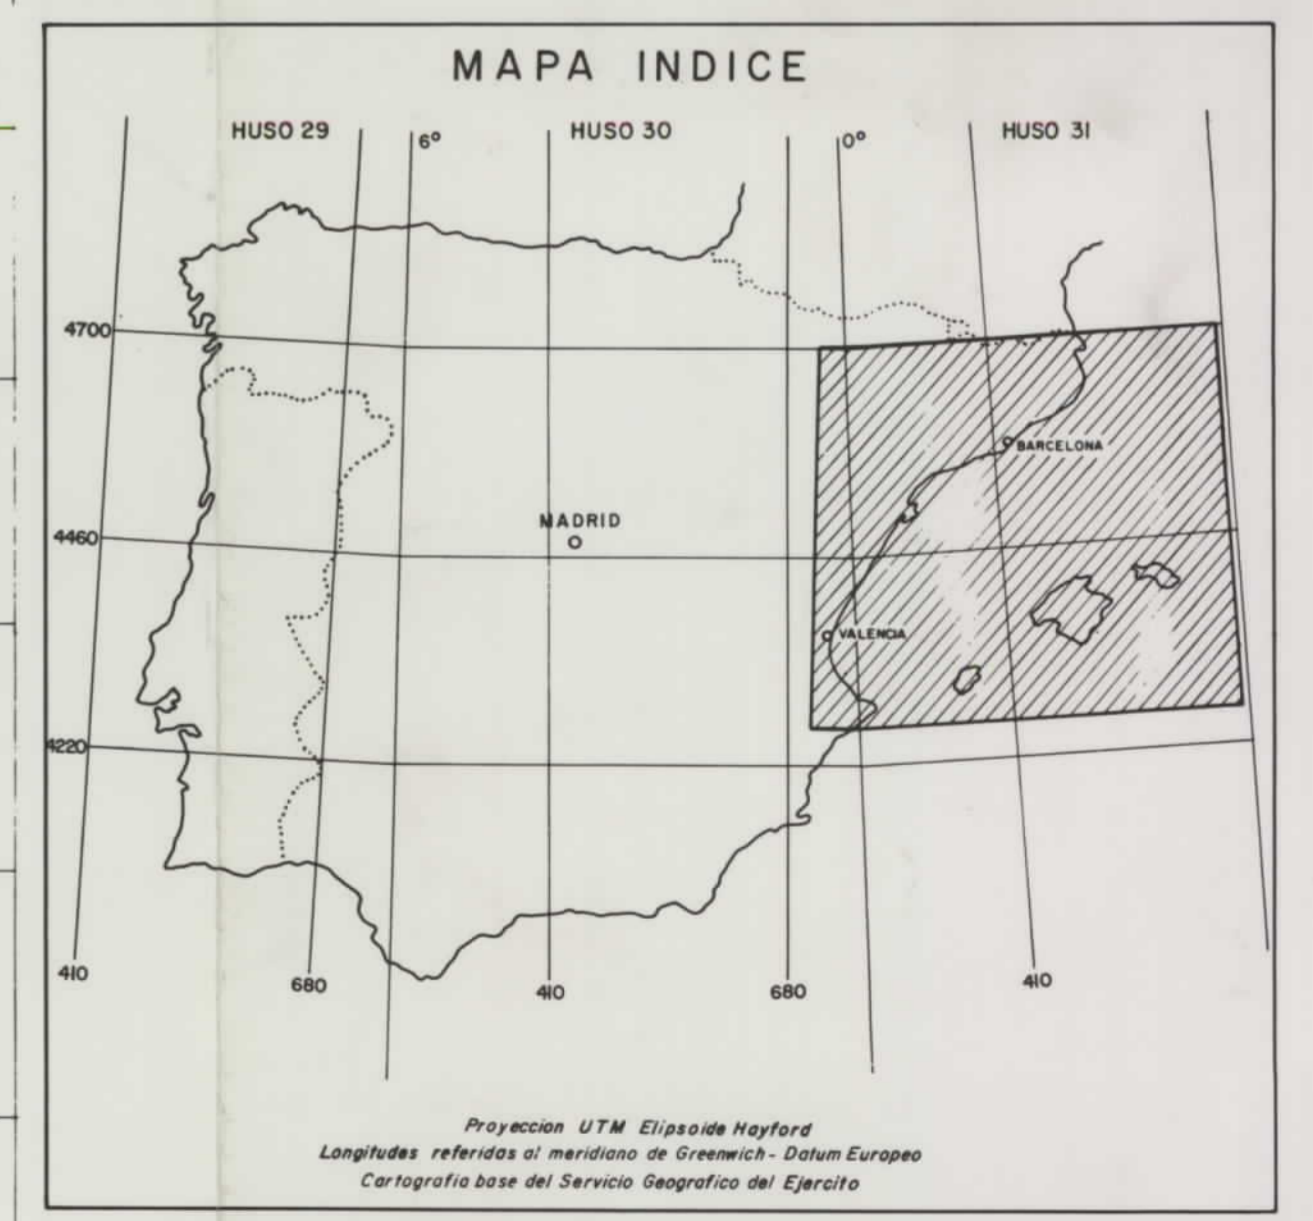 MAPA INDICE
HUSO 29
HUSO 30
HUSO 31
6°
0°
4700
BARCELONA
MADRID
4460
VALENCIA
4220
410
680
410
680
410
Proyeccion UTM Elipsoide Hayford
Longitudes referidas al meridiano de Greenwich - Datum Europeo
Cartografia base del Servicio Geografico del Ejercito